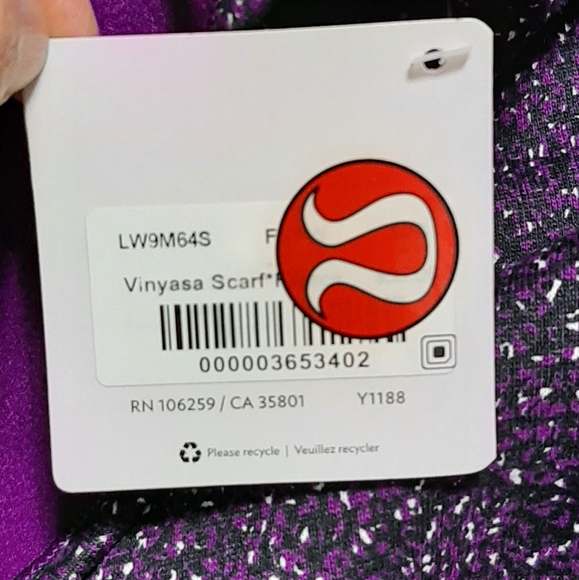 LW9M64S F
Vinyasa Scarf*
000003653402
RN 106259 / CA 35801 Y1188
Please recycle | Veuillez recycler